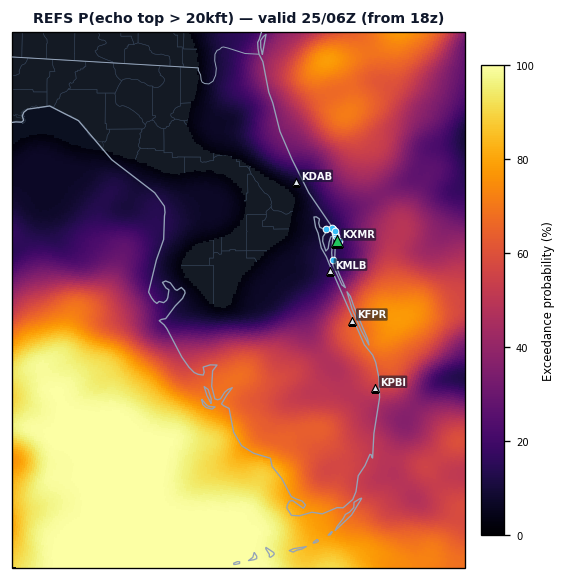 REFS P(echo top > 20kft) — valid 25/06Z (from 18z)
KDAB
KXMR
KMLB
KFPR
KPBI
100
80
60
40
20
0
Exceedance probability (%)